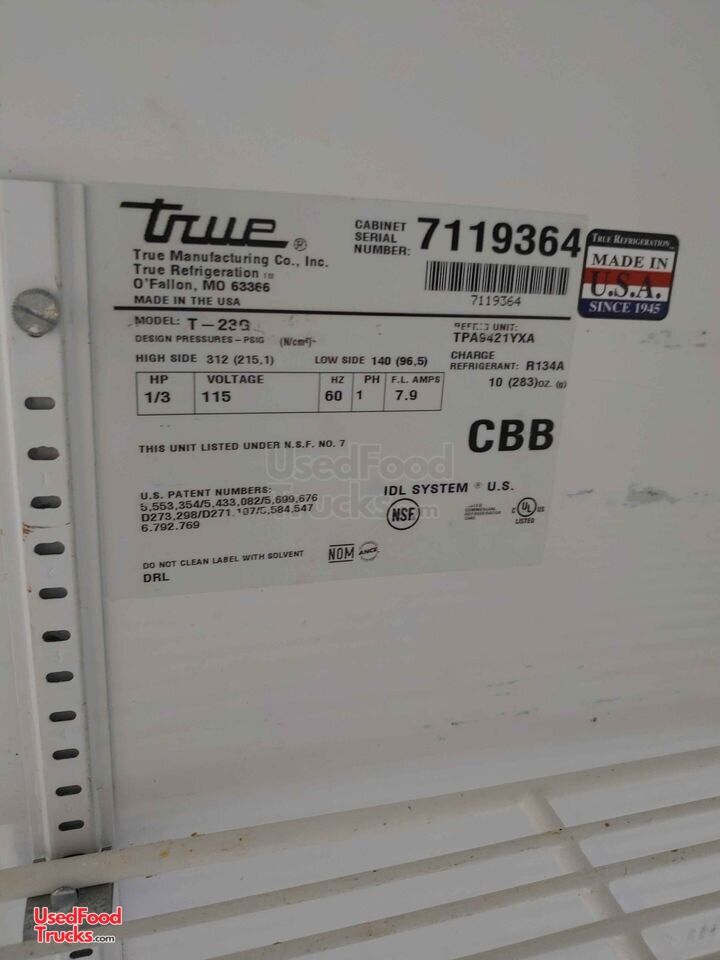 true®
True Manufacturing Co., Inc.
True Refrigeration
O'Fallon, MO 63366
MADE IN THE USA
CABINET SERIAL NUMBER: 7119364
7119364
TRUE REFRIGERATION
MADE IN
U.S.A.
SINCE 1945
MODEL: T-23G
DESIGN PRESSURES-PSIG (N/cm²)
HIGH SIDE 312 (215,1) LOW SIDE 140 (96,5)
UNIT:
TPA9421YXA
CHARGE
REFRIGERANT: R134A
10 (283)oz. (g)
HP VOLTAGE HZ PH F.L. AMPS
1/3 115 60 1 7.9
CBB
THIS UNIT LISTED UNDER N.S.F. NO. 7
UsedFood
Trucks.com
U.S. PATENT NUMBERS:
5,553,354/5,433,082/5,699,676
D273,298/D271,107/5,584,547
6.792.769
IDL SYSTEM ® U.S.
NSF
C UL US
LISTED
DO NOT CLEAN LABEL WITH SOLVENT
NOM ANCE
DRL
UsedFood
Trucks.com